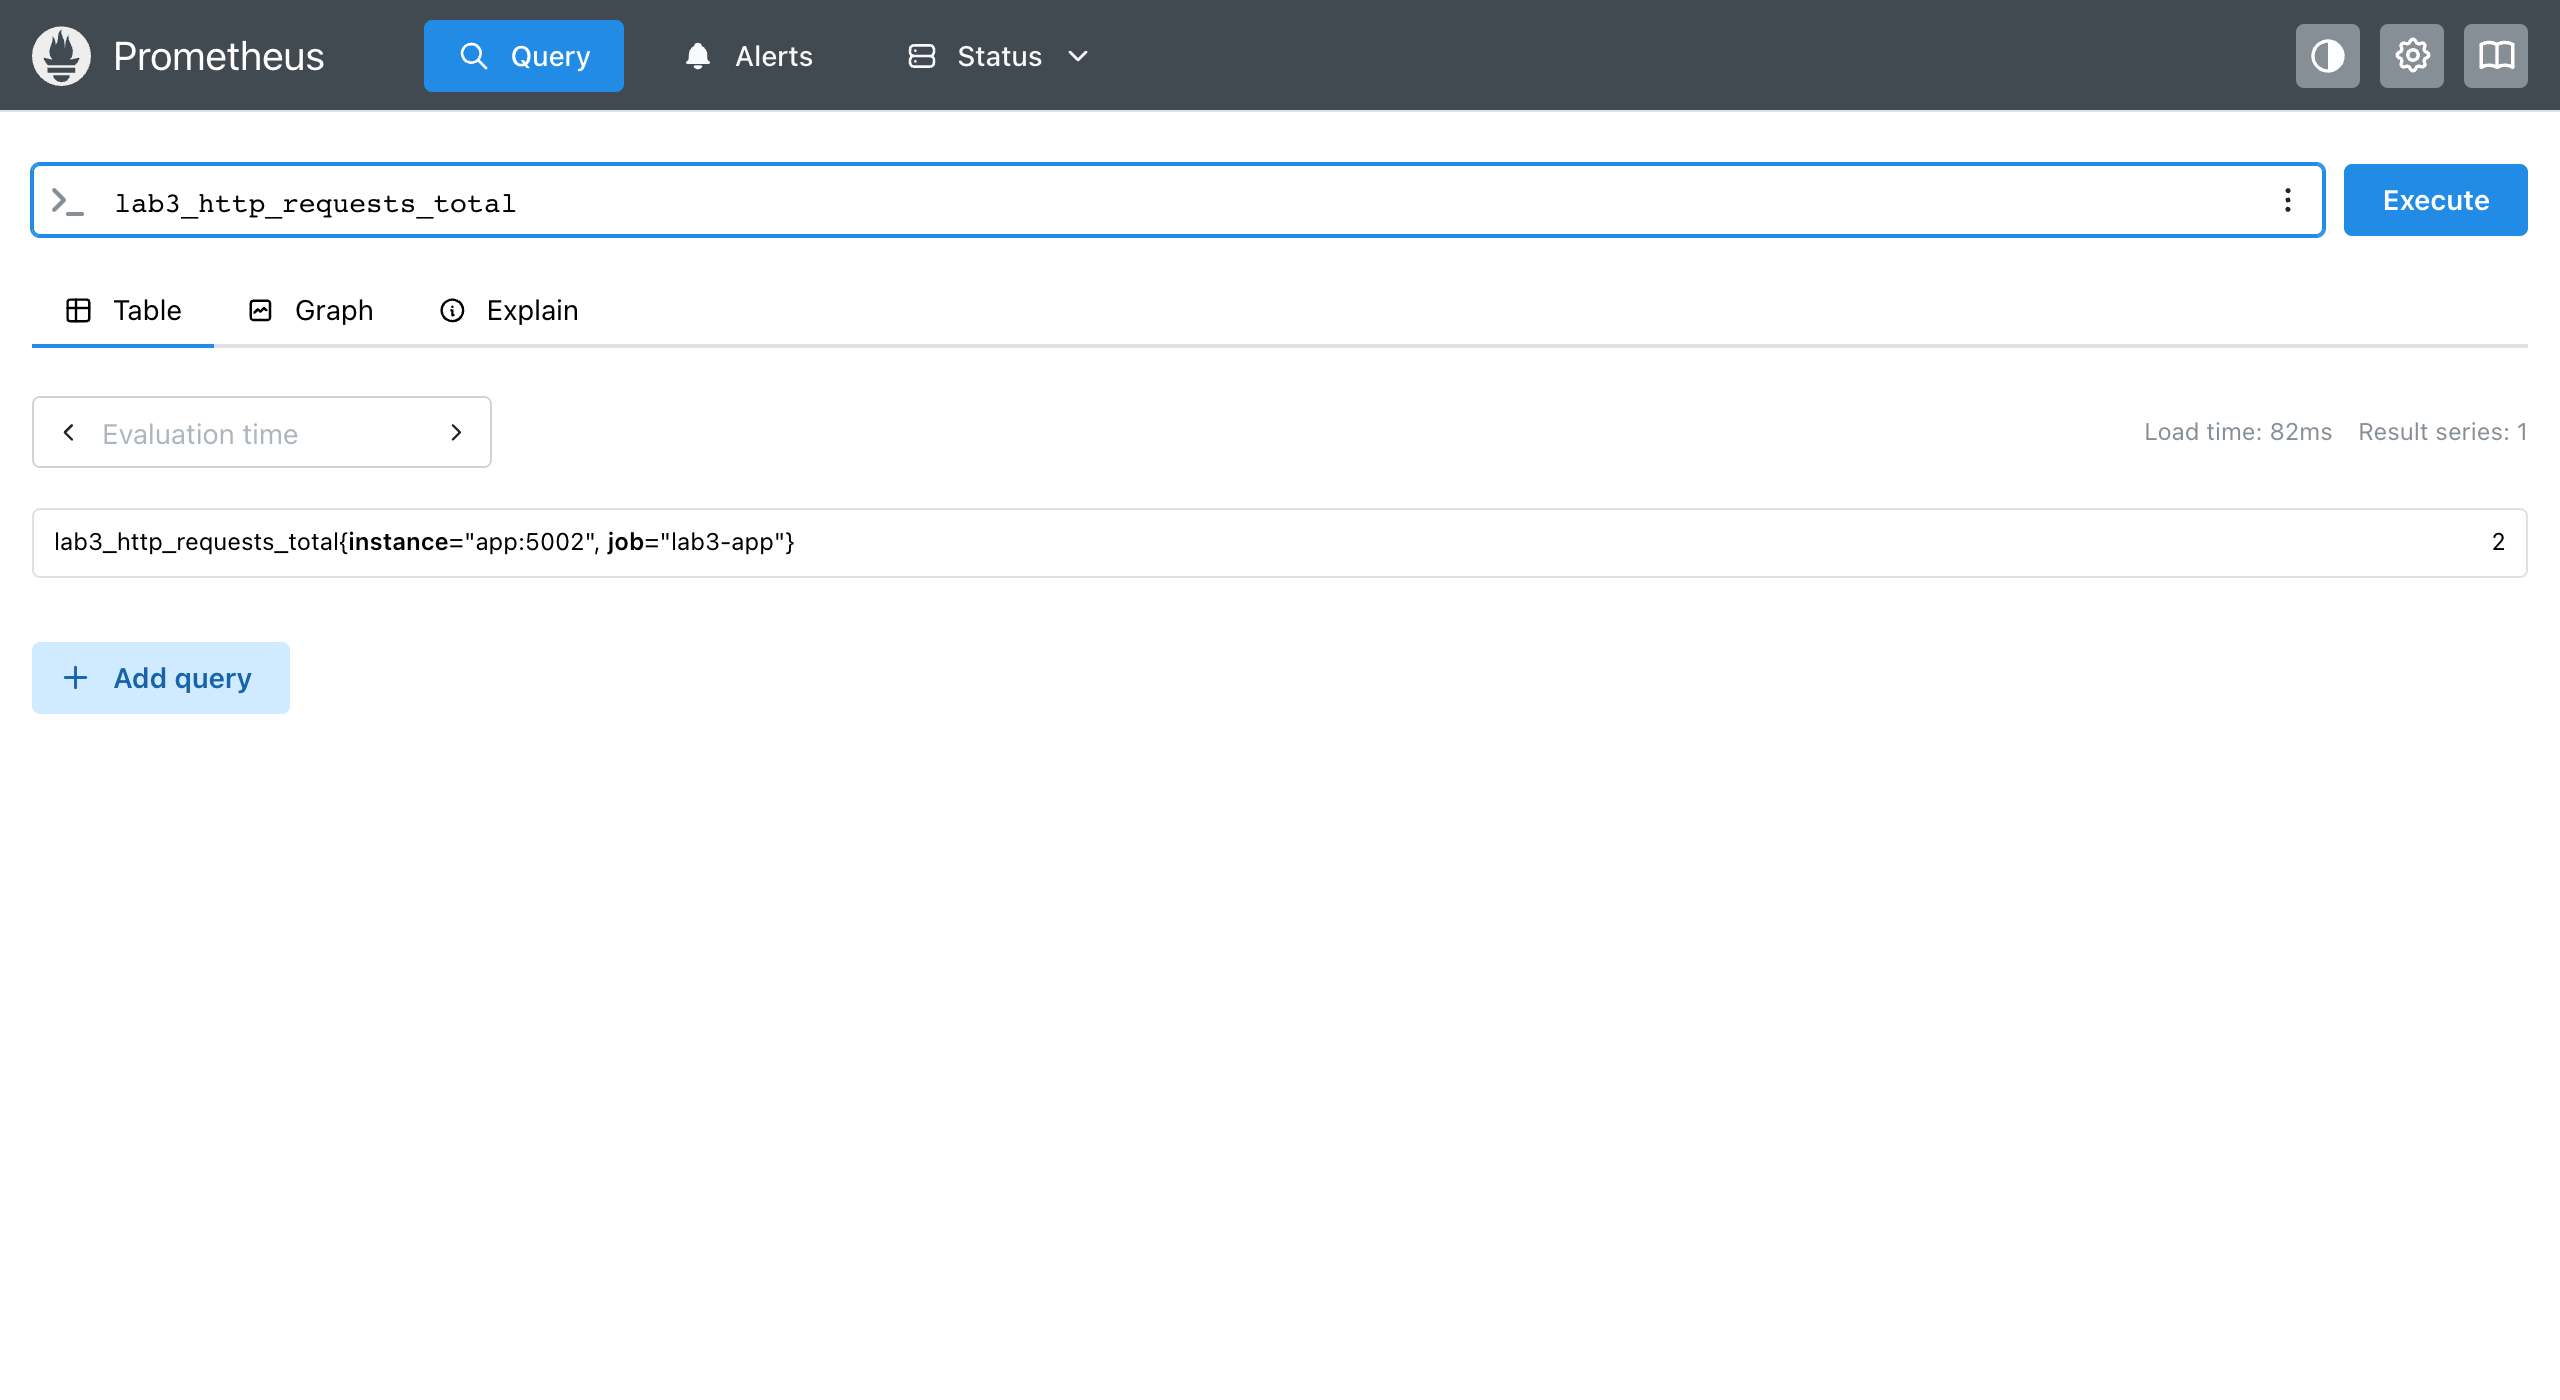 Prometheus Query Alerts Status
lab3_http_requests_total Execute
Table Graph Explain
Evaluation time Load time: 82ms Result series: 1
lab3_http_requests_total{instance="app:5002", job="lab3-app"} 2
Add query